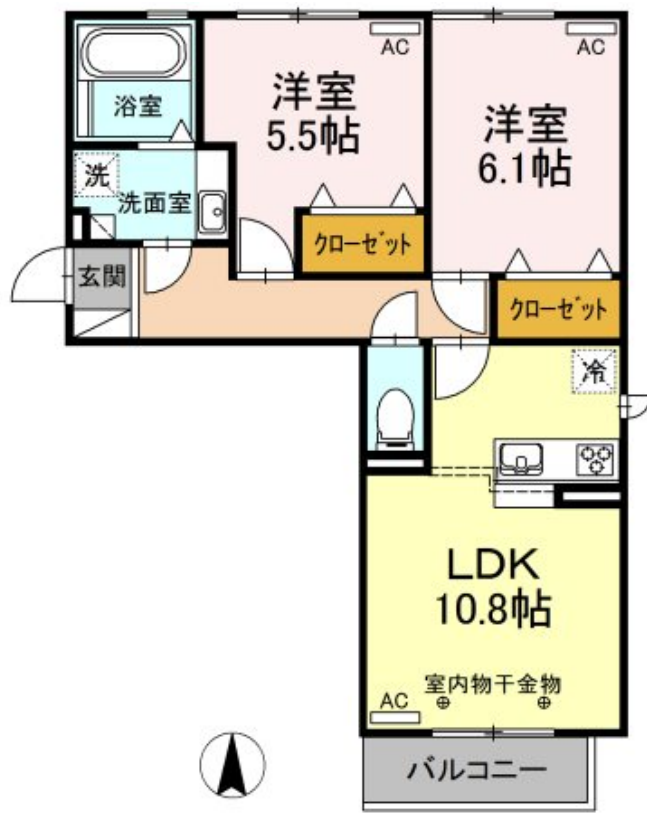 AC
AC
浴室
洋室
5.5帖
洋室
6.1帖
洗
洗面室
クローゼット
玄関
クローゼット
冷
LDK
10.8帖
室内物干金物
AC
バルコニー